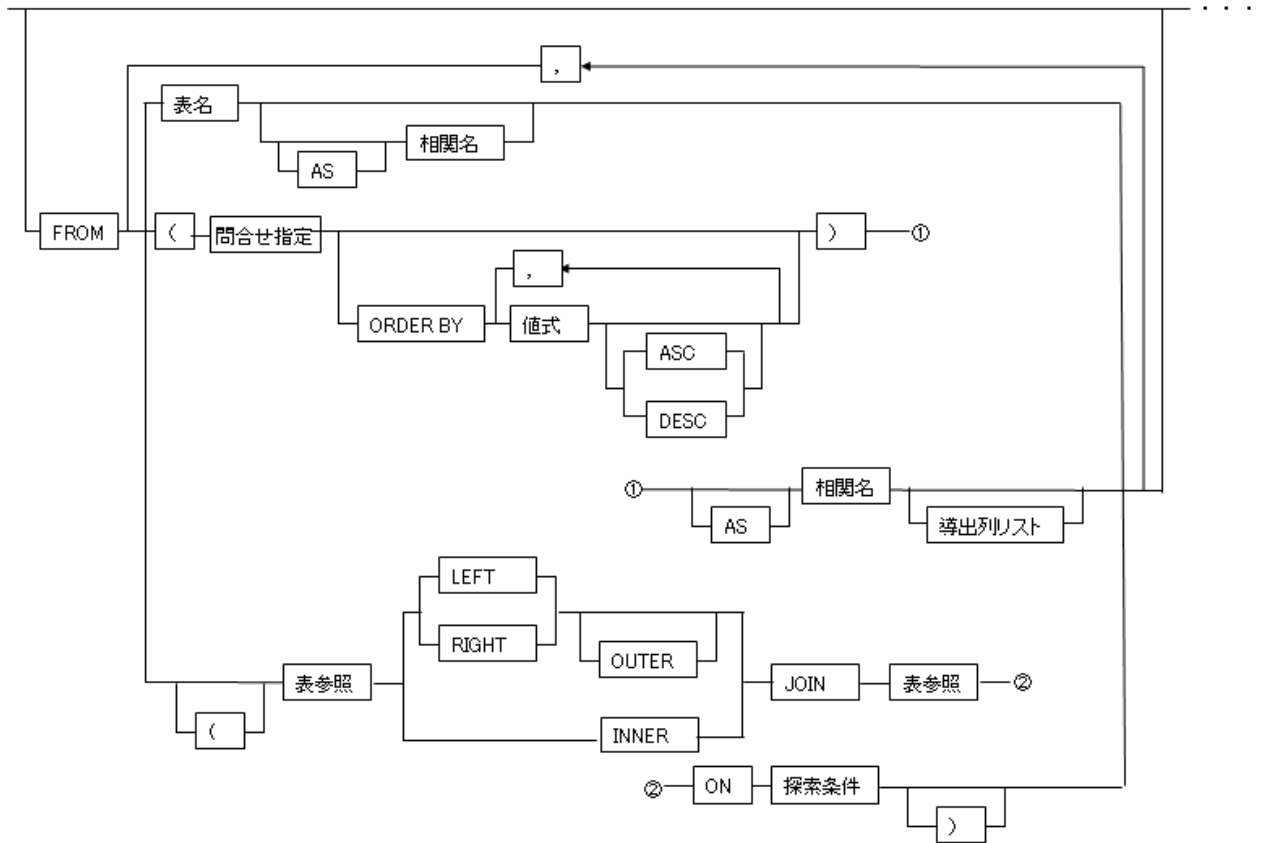 ・・・
,
表名
相関名
AS
FROM
(
問合せ指定
)
①
,
ORDER BY
値式
ASC
DESC
①
相関名
AS
導出列リスト
LEFT
RIGHT
OUTER
表参照
JOIN
表参照
②
(
INNER
②
ON
探索条件
)